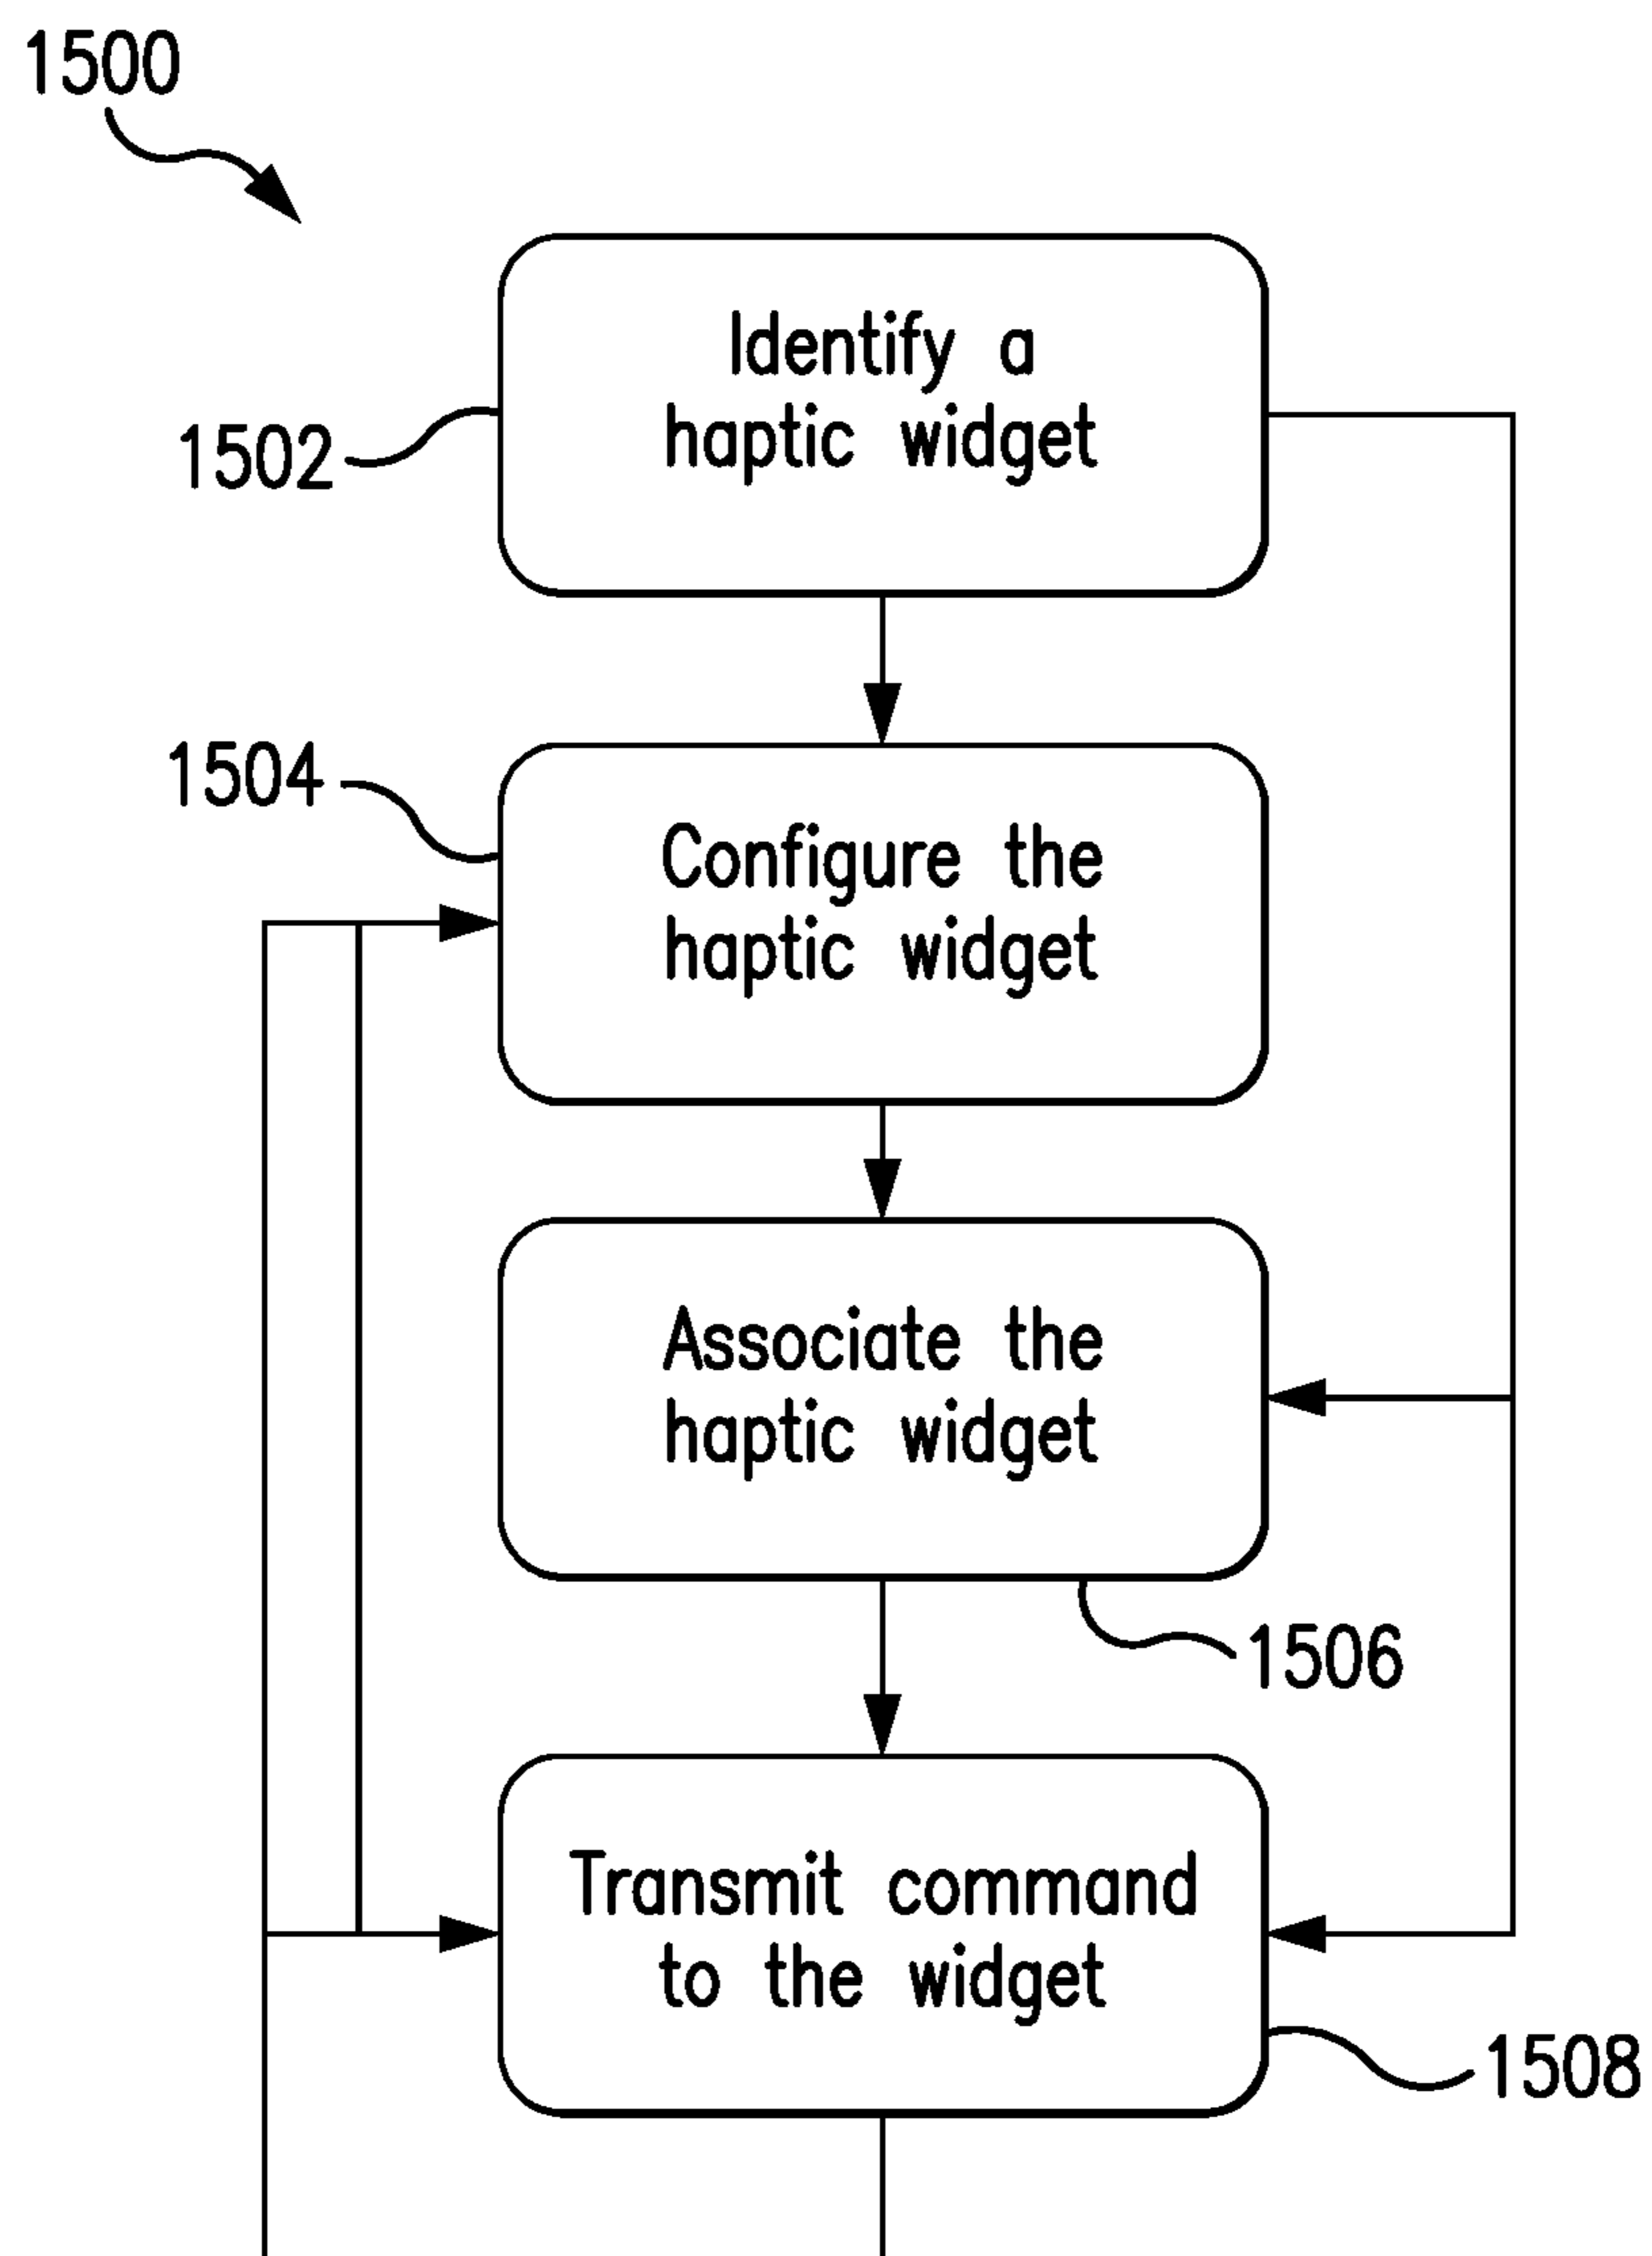 1500
Identify a
haptic widget
1502
1504
Configure the
haptic widget
Associate the
haptic widget
1506
Transmit command
to the widget
1508